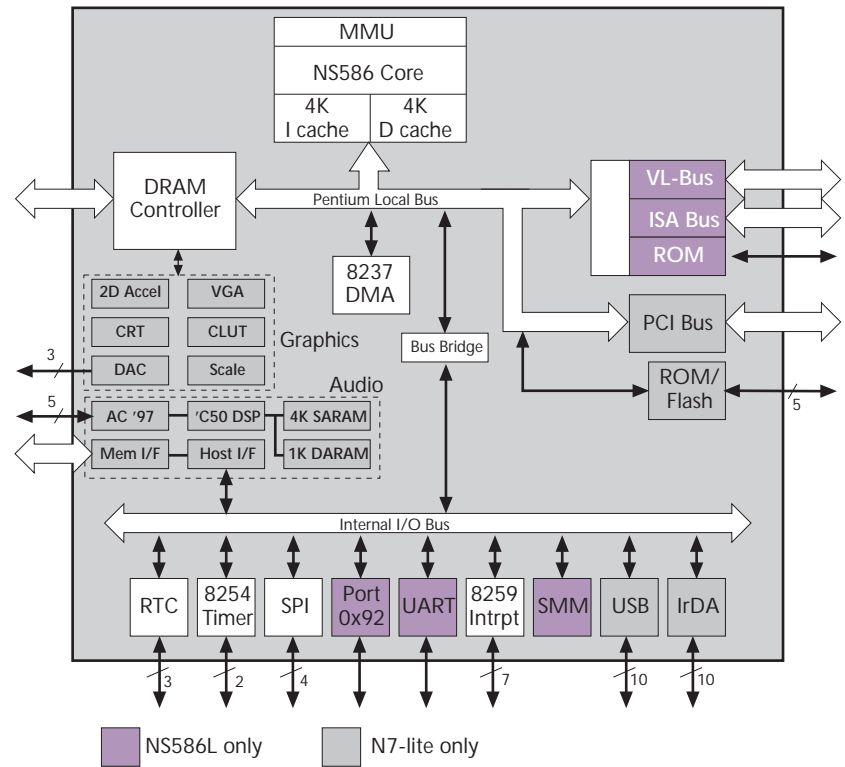 MMU
NS586 Core
4K
I cache
4K
D cache
DRAM
Controller
Pentium Local Bus
VL-Bus
ISA Bus
ROM
8237
DMA
2D Accel
VGA
CRT
CLUT
DAC
Scale
Graphics
3
Bus Bridge
PCI Bus
ROM/
Flash
5
Audio
5
AC '97
'C50 DSP
4K SARAM
Mem I/F
Host I/F
1K DARAM
Internal I/O Bus
RTC
8254
Timer
SPI
Port
0x92
UART
8259
Intrpt
SMM
USB
IrDA
3
2
4
7
10
10
NS586L only
N7-lite only